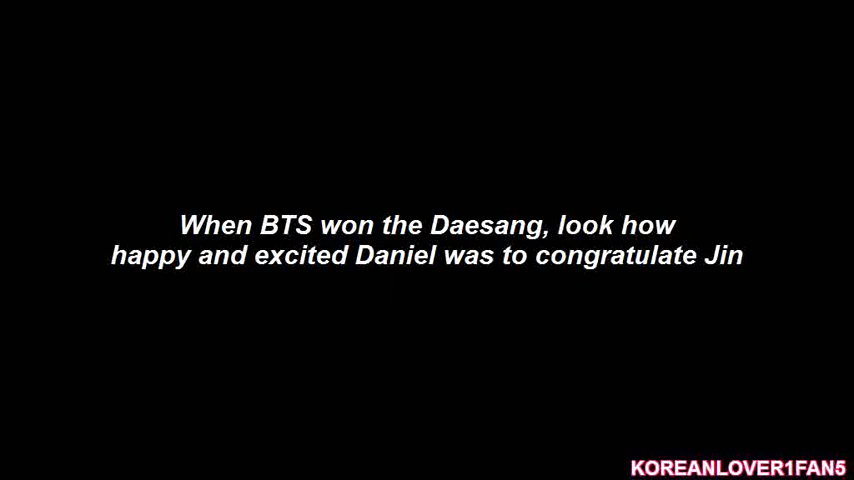 When BTS won the Daesang, look how
happy and excited Daniel was to congratulate Jin
KOREANLOVER1FAN5